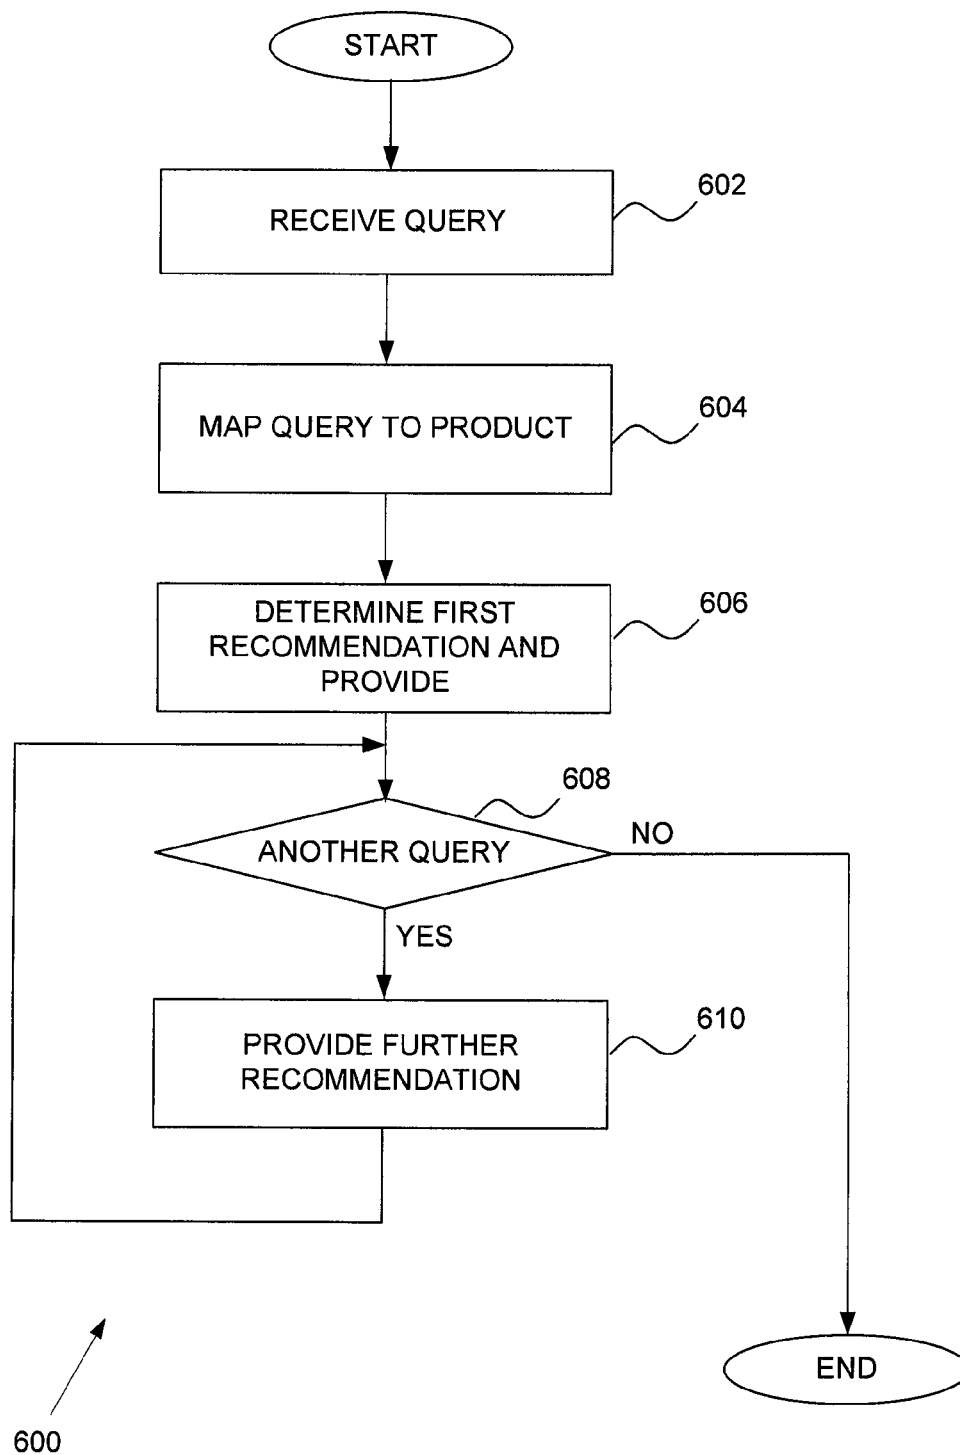 START
602
RECEIVE QUERY
604
MAP QUERY TO PRODUCT
606
DETERMINE FIRST
RECOMMENDATION AND
PROVIDE
608
ANOTHER QUERY
NO
YES
610
PROVIDE FURTHER
RECOMMENDATION
END
600